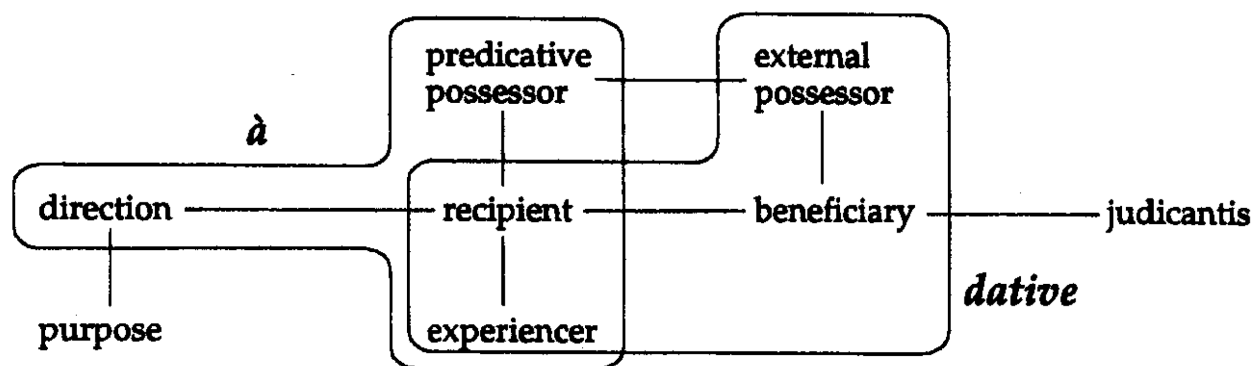 predicative
possessor
external
possessor
à
direction
recipient
beneficiary
judicantis
dative
purpose
experiencer